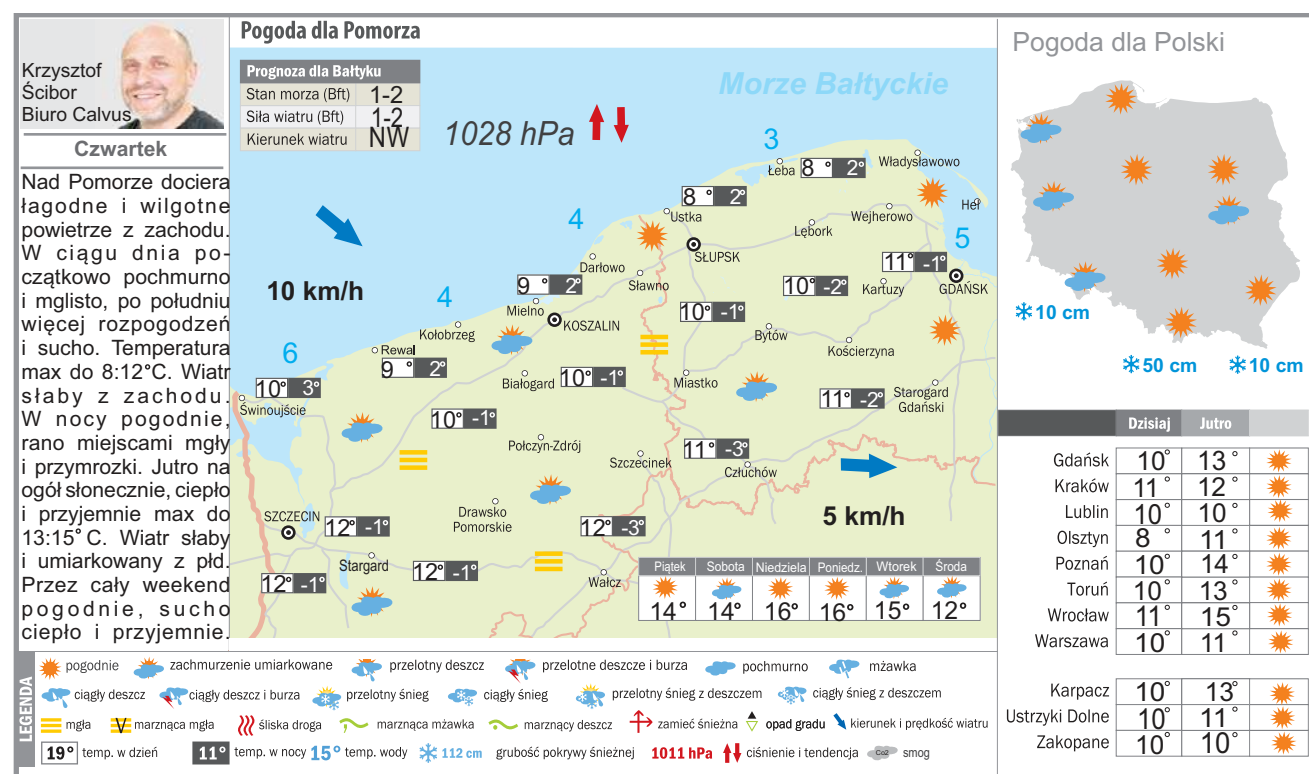 Krzysztof
Ścibor
Biuro Calvus
Czwartek
Nad Pomorze dociera
łagodne i wilgotne
powietrze z zachodu.
W ciągu dnia po-
czątkowo pochmurno
i mglisto, po południu
więcej rozpogodzeń
i sucho. Temperatura
max do 8:12°C. Wiatr
słaby z zachodu.
W nocy pogodnie,
rano miejscami mgły
i przymrozki. Jutro na
ogół słonecznie, ciepło
i przyjemnie max do
13:15°C. Wiatr słaby
i umiarkowany z płd.
Przez cały weekend
pogodnie, sucho
ciepło i przyjemnie.
Pogoda dla Pomorza
Prognoza dla Bałtyku
Stan morza (Bft) 1-2
Siła wiatru (Bft) 1-2
Kierunek wiatru NW
Morze Bałtyckie
1028 hPa
3
Łeba 8° 2°
Władysławowo
8° 2°
Ustka
Hel
Wejherowo
Lębork
4
5
SŁUPSK
11° -1°
GDAŃSK
Darłowo
Sławno
9° 2°
10° -2°
Kartuzy
10 km/h
4
Mielno
KOSZALIN
10° -1°
Kołobrzeg
Bytów
Kościerzyna
6
Rewal
9° 2°
Białogard 10° -1°
Miastko
10° 3°
Świnoujście
11° -2°
Starogard
Gdański
10° -1°
Połczyn-Zdrój
11° -3°
Szczecinek
Człuchów
Drawsko
Pomorskie
SZCZECIN
12° -1°
12° -3°
5 km/h
Stargard
12° -1°
12° -1°
Wałcz
Piątek Sobota Niedziela Poniedz. Wtorek Środa
14° 14° 16° 16° 15° 12°
Pogoda dla Polski
10 cm
50 cm 10 cm
Dzisiaj Jutro
Gdańsk 10° 13°
Kraków 11° 12°
Lublin 10° 10°
Olsztyn 8° 11°
Poznań 10° 14°
Toruń 10° 13°
Wrocław 11° 15°
Warszawa 10° 11°
Karpacz 10° 13°
Ustrzyki Dolne 10° 11°
Zakopane 10° 10°
LEGENDA
pogodnie zachmurzenie umiarkowane przelotny deszcz przelotne deszcze i burza pochmurno mżawka
ciągły deszcz ciągły deszcz i burza przelotny śnieg ciągły śnieg przelotny śnieg z deszczem ciągły śnieg z deszczem
mgła marznąca mgła śliska droga marznąca mżawka marznący deszcz zamieć śnieżna opad gradu kierunek i prędkość wiatru
19° temp. w dzień 11° temp. w nocy 15° temp. wody 112 cm grubość pokrywy śnieżnej 1011 hPa ciśnienie i tendencja Co2 smog